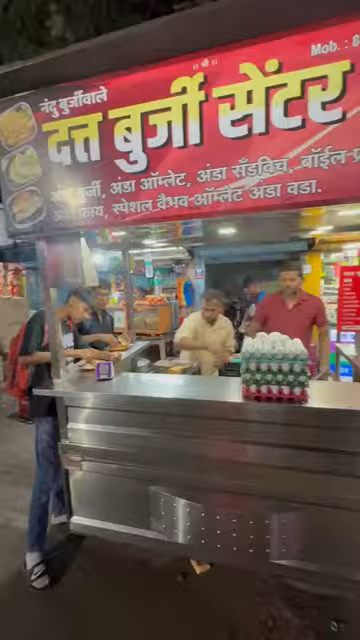 ॥ श्री ॥
Mob. : 8
नंदु बुर्जीवाले
दत्त बुर्जी सेंटर
बुर्जी, अंडा ऑम्लेट, अंडा सँडविच, बॉईल
फ्राय, स्पेशल वैभव ऑम्लेट अंडा वडा.